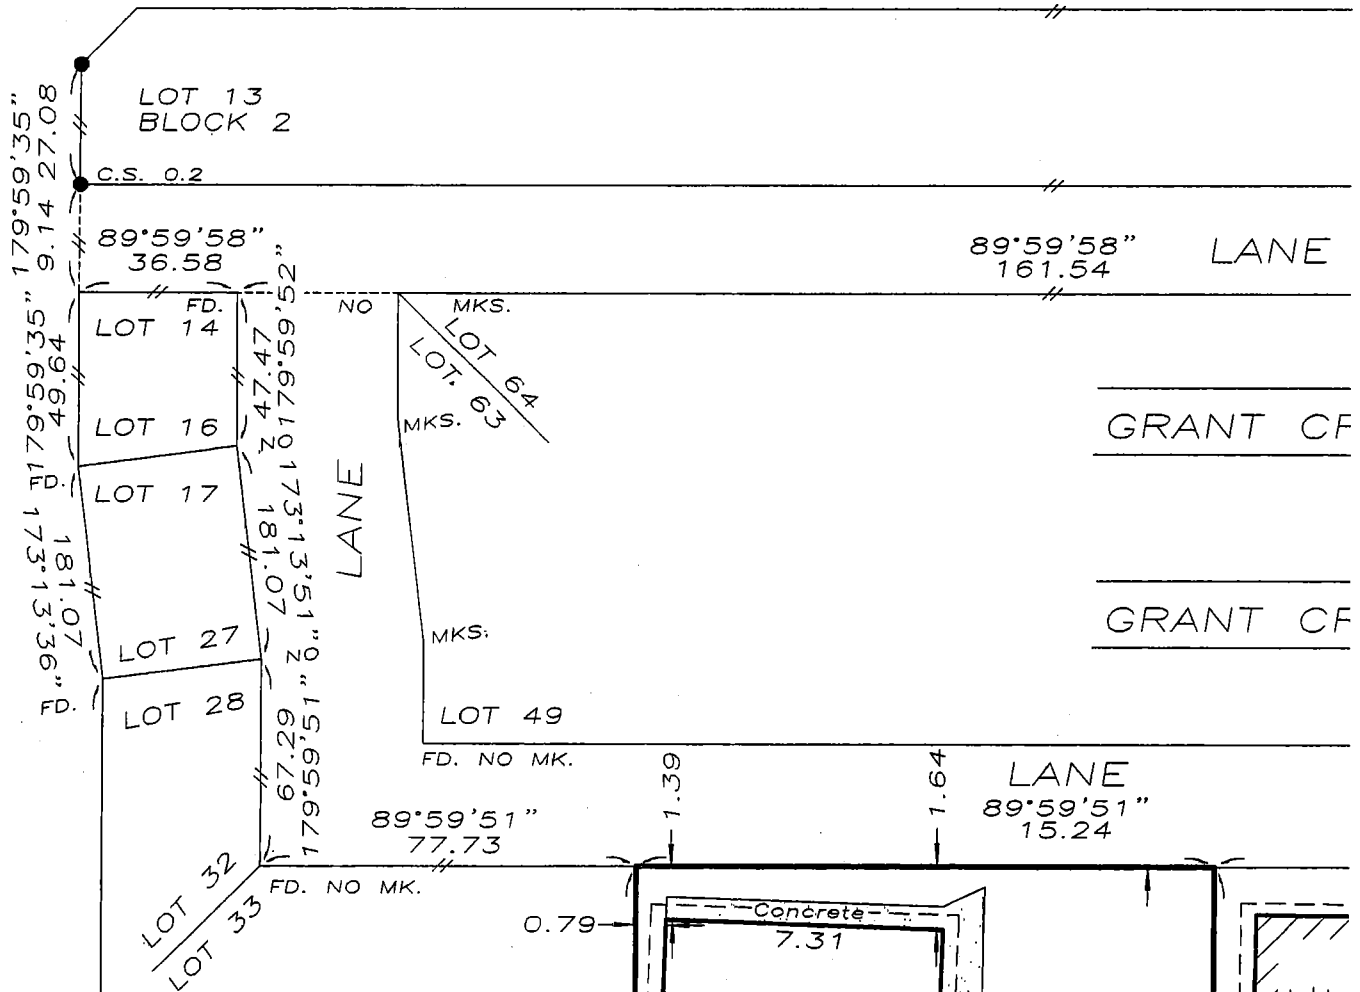 LOT 13
BLOCK 2
C.S. 0.2
179°59'35"
27.08
9.14
89°59'58"
36.58
89°59'58"
161.54
LANE
FD.
NO
MKS.
LOT 14
LOT 64
LOT. 63
179°59'35"
49.64
47.47
179°59'52"
LOT 16
MKS.
NO
GRANT CR
FD.
LOT 17
LANE
173°13'36"
181.07
181.07
173°13'51"
GRANT CR
LOT 27
NO
MKS.
FD.
LOT 28
LOT 49
FD. NO MK.
67.29
179°59'51"
1.39
1.64
LANE
89°59'51"
15.24
89°59'51"
77.73
LOT 32
LOT 33
FD. NO MK.
0.79
Concrete
7.31